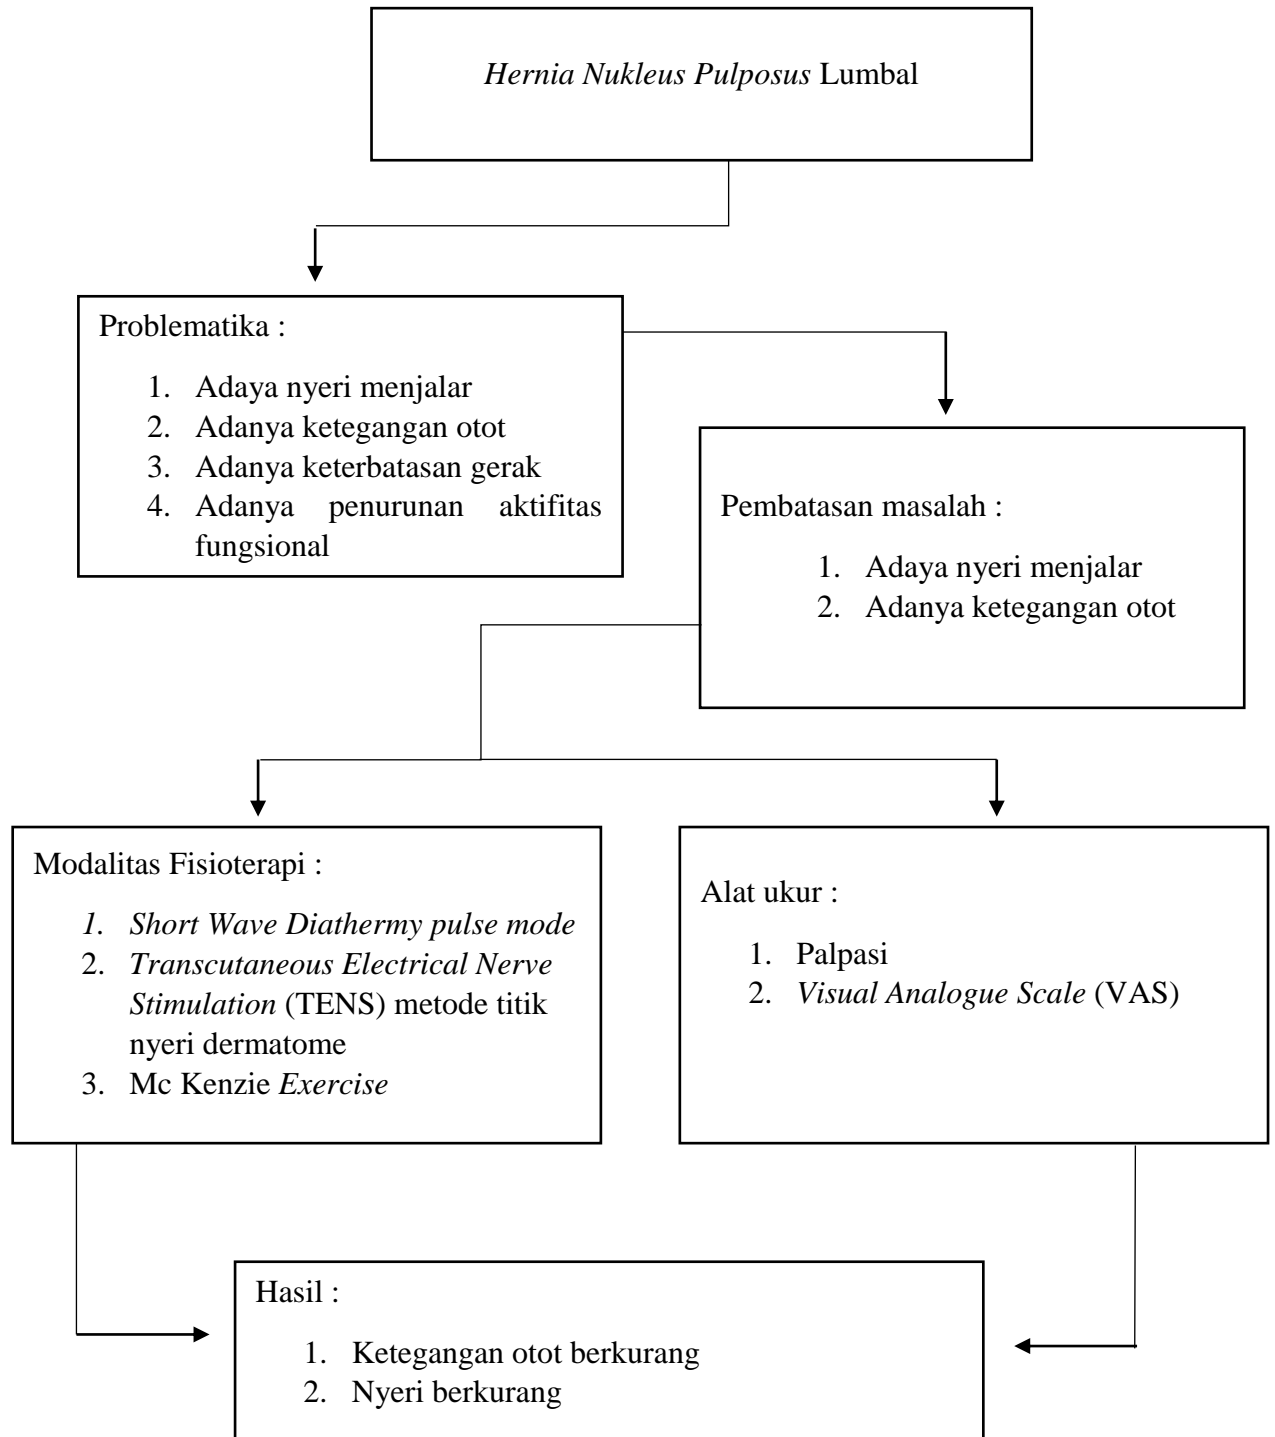 Hernia Nukleus Pulposus Lumbal
Problematika :
1. Adaya nyeri menjalar
2. Adanya ketegangan otot
3. Adanya keterbatasan gerak
4. Adanya penurunan aktifitas
fungsional
Pembatasan masalah :
1. Adaya nyeri menjalar
2. Adanya ketegangan otot
Modalitas Fisioterapi :
1. Short Wave Diathermy pulse mode
2. Transcutaneous Electrical Nerve
Stimulation (TENS) metode titik
nyeri dermatome
3. Mc Kenzie Exercise
Alat ukur :
1. Palpasi
2. Visual Analogue Scale (VAS)
Hasil :
1. Ketegangan otot berkurang
2. Nyeri berkurang